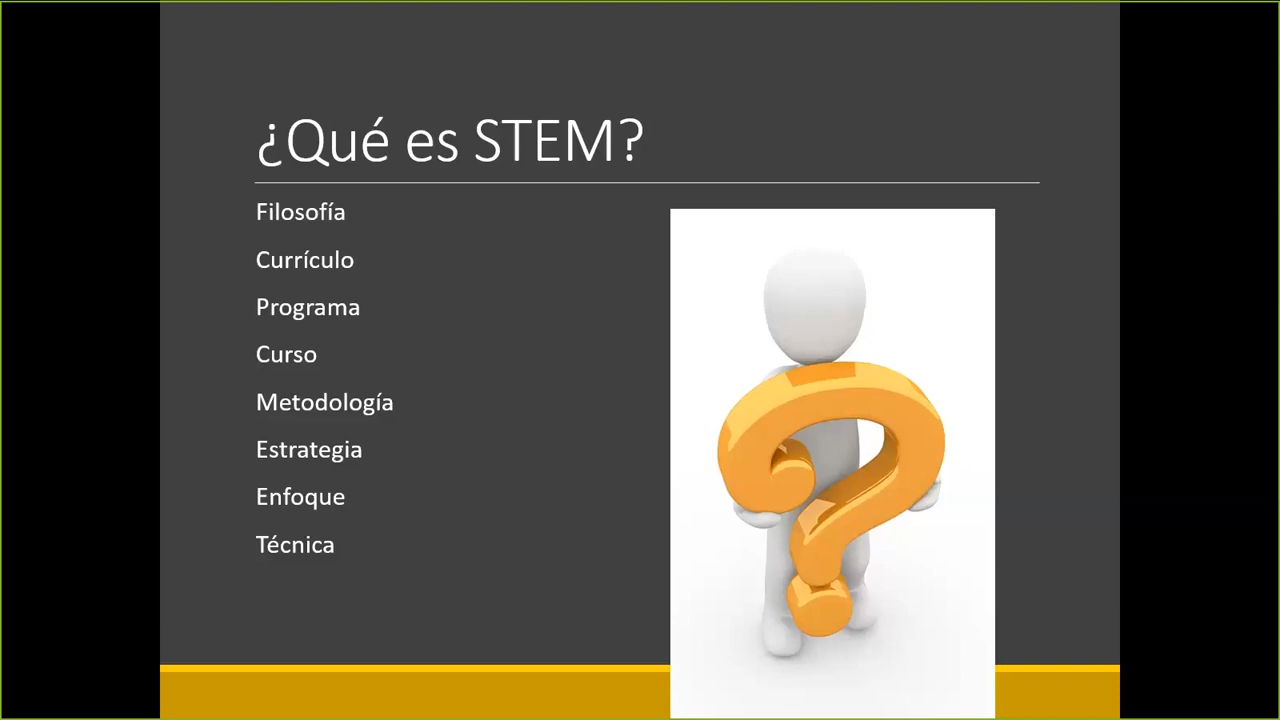 ¿Qué es STEM?
Filosofía
Currículo
Programa
Curso
Metodología
Estrategia
Enfoque
Técnica